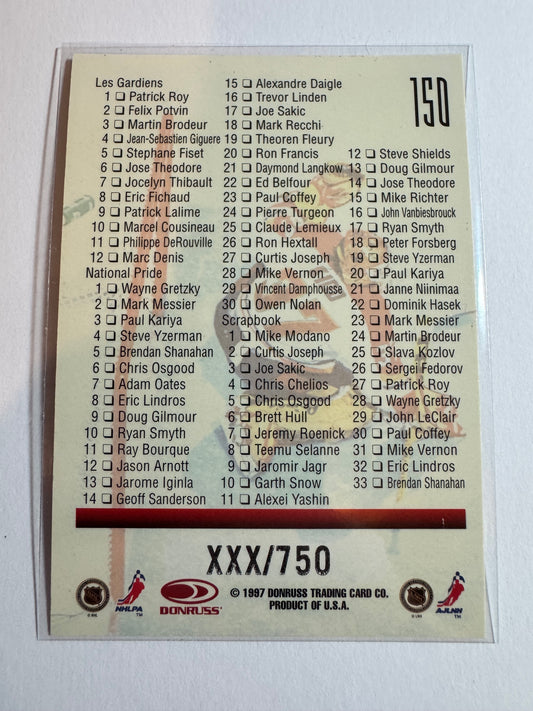 150
Les Gardiens
1 ❑ Patrick Roy
2 ❑ Felix Potvin
3 ❑ Martin Brodeur
4 ❑ Jean-Sebastien Giguere
5 ❑ Stephane Fiset
6 ❑ Jose Theodore
7 ❑ Jocelyn Thibault
8 ❑ Eric Fichaud
9 ❑ Patrick Lalime
10 ❑ Marcel Cousineau
11 ❑ Philippe DeRouville
12 ❑ Marc Denis
National Pride
1 ❑ Wayne Gretzky
2 ❑ Mark Messier
3 ❑ Paul Kariya
4 ❑ Steve Yzerman
5 ❑ Brendan Shanahan
6 ❑ Chris Osgood
7 ❑ Adam Oates
8 ❑ Eric Lindros
9 ❑ Doug Gilmour
10 ❑ Ryan Smyth
11 ❑ Ray Bourque
12 ❑ Jason Arnott
13 ❑ Jarome Iginla
14 ❑ Geoff Sanderson
15 ❑ Alexandre Daigle
16 ❑ Trevor Linden
17 ❑ Joe Sakic
18 ❑ Mark Recchi
19 ❑ Theoren Fleury
20 ❑ Ron Francis
21 ❑ Daymond Langkow
22 ❑ Ed Belfour
23 ❑ Paul Coffey
24 ❑ Pierre Turgeon
25 ❑ Claude Lemieux
26 ❑ Ron Hextall
27 ❑ Curtis Joseph
28 ❑ Mike Vernon
29 ❑ Vincent Damphousse
30 ❑ Owen Nolan
Scrapbook
1 ❑ Mike Modano
2 ❑ Curtis Joseph
3 ❑ Joe Sakic
4 ❑ Chris Chelios
5 ❑ Chris Osgood
6 ❑ Brett Hull
7 ❑ Jeremy Roenick
8 ❑ Teemu Selanne
9 ❑ Jaromir Jagr
10 ❑ Garth Snow
11 ❑ Alexei Yashin
12 ❑ Steve Shields
13 ❑ Doug Gilmour
14 ❑ Jose Theodore
15 ❑ Mike Richter
16 ❑ John Vanbiesbrouck
17 ❑ Ryan Smyth
18 ❑ Peter Forsberg
19 ❑ Steve Yzerman
20 ❑ Paul Kariya
21 ❑ Janne Niinimaa
22 ❑ Dominik Hasek
23 ❑ Mark Messier
24 ❑ Martin Brodeur
25 ❑ Slava Kozlov
26 ❑ Sergei Fedorov
27 ❑ Patrick Roy
28 ❑ Wayne Gretzky
29 ❑ John LeClair
30 ❑ Paul Coffey
31 ❑ Mike Vernon
32 ❑ Eric Lindros
33 ❑ Brendan Shanahan
XXX/750
NHLPA
™
DONRUSS
© 1997 DONRUSS TRADING CARD CO.
PRODUCT OF U.S.A.
AJLNH
™